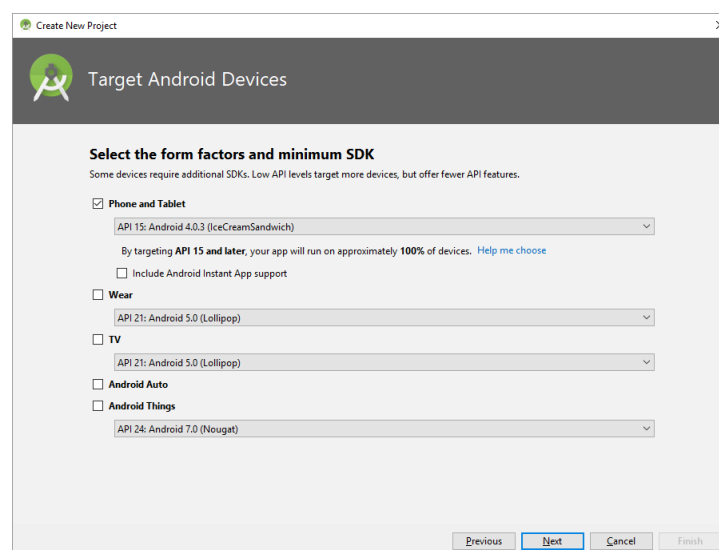 Create New Project
Target Android Devices
Select the form factors and minimum SDK
Some devices require additional SDKs. Low API levels target more devices, but offer fewer API features.
Phone and Tablet
API 15: Android 4.0.3 (IceCreamSandwich)
By targeting API 15 and later, your app will run on approximately 100% of devices. Help me choose
Include Android Instant App support
Wear
API 21: Android 5.0 (Lollipop)
TV
API 21: Android 5.0 (Lollipop)
Android Auto
Android Things
API 24: Android 7.0 (Nougat)
Previous Next Cancel Finish